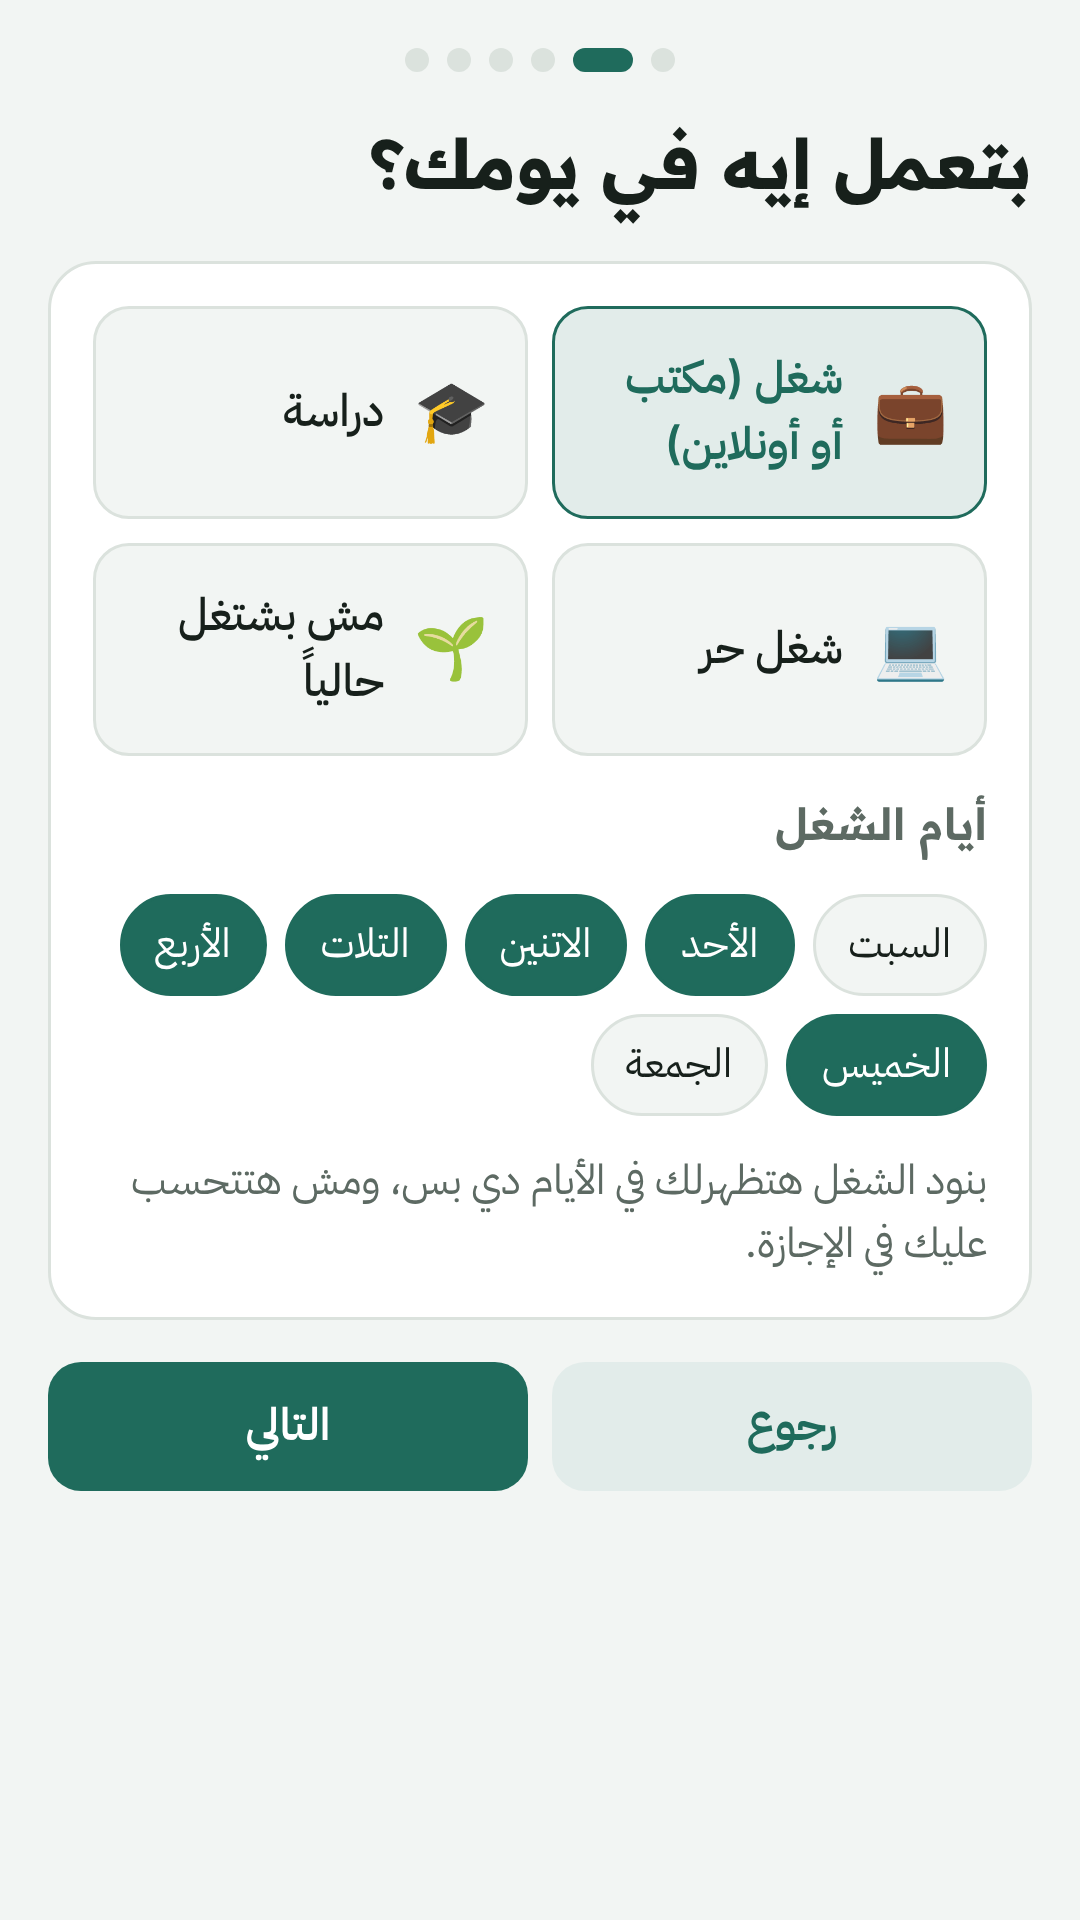 بتعمل إيه في يومك؟
شغل (مكتب
أو أونلاين)
دراسة
شغل حر
مش بشتغل
حالياً
أيام الشغل
السبت
الأحد
الاتنين
التلات
الأربع
الخميس
الجمعة
بنود الشغل هتظهرلك في الأيام دي بس، ومش هتتحسب
عليك في الإجازة.
رجوع
التالي